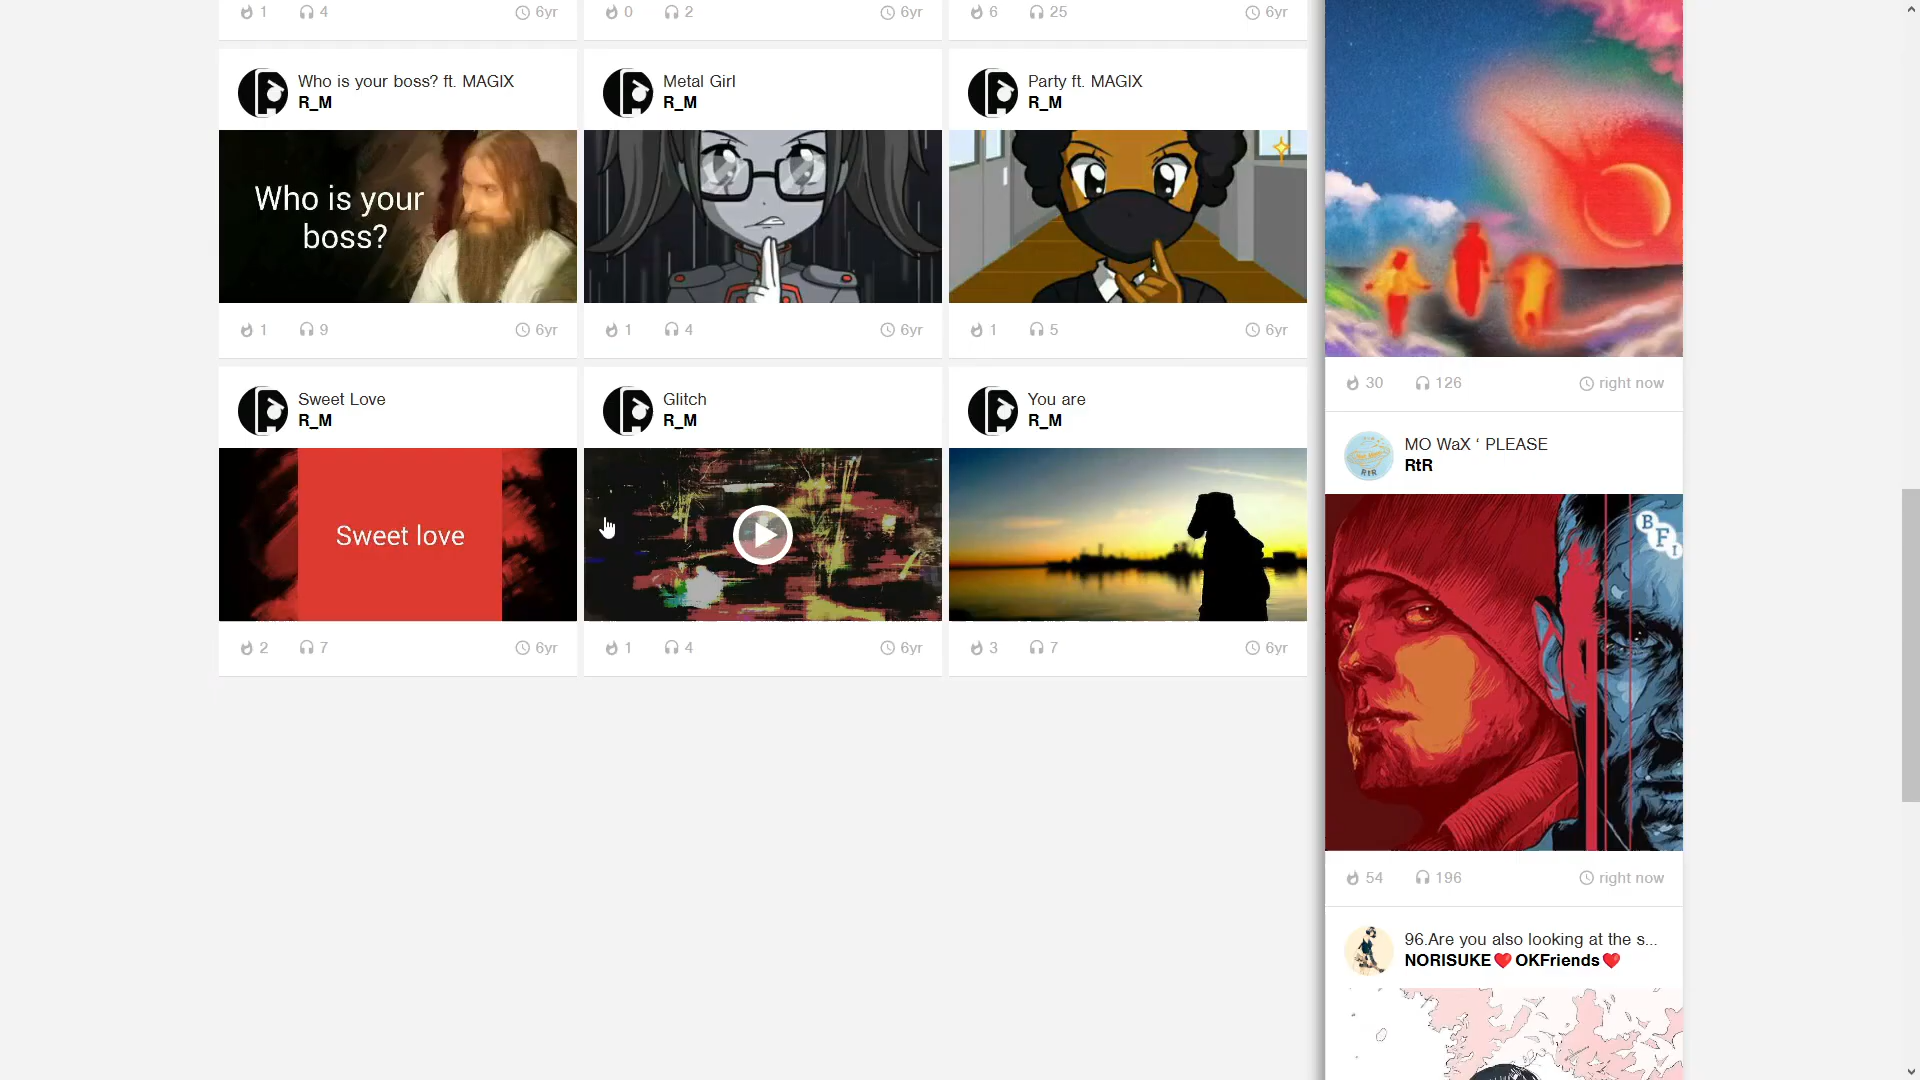 1 4 6yr
0 2 6yr
6 25 6yr
Who is your boss? ft. MAGIX
R_M
Who is your
boss?
1 9 6yr
Metal Girl
R_M
1 4 6yr
Party ft. MAGIX
R_M
1 5 6yr
Sweet Love
R_M
Sweet love
2 7 6yr
Glitch
R_M
1 4 6yr
You are
R_M
3 7 6yr
30 126 right now
RtR
MO WaX ‘ PLEASE
RtR
B
F
I
54 196 right now
96.Are you also looking at the s...
NORISUKE❤️OKFriends❤️